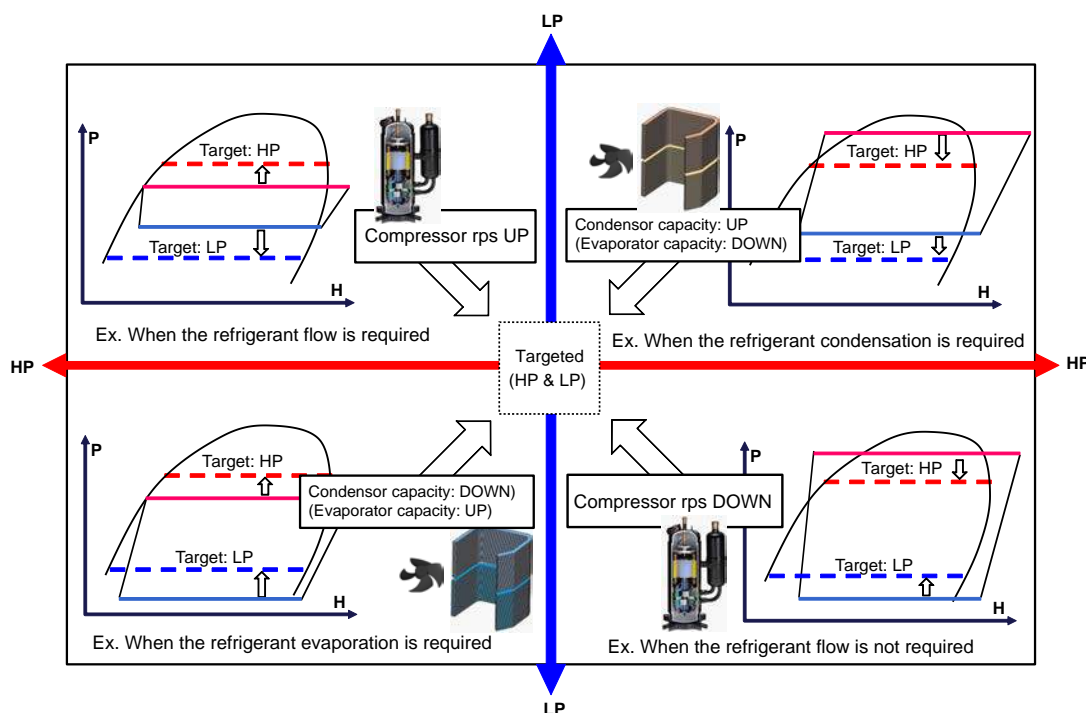 LP
P
Target: HP
Target: LP
H
Compressor rps UP
Ex. When the refrigerant flow is required
Condensor capacity: UP
(Evaporator capacity: DOWN)
P
Target: HP
Target: LP
H
Ex. When the refrigerant condensation is required
HP
Targeted
(HP & LP)
HP
P
Target: HP
Target: LP
H
Condensor capacity: DOWN)
(Evaporator capacity: UP)
Ex. When the refrigerant evaporation is required
Compressor rps DOWN
P
Target: HP
Target: LP
H
Ex. When the refrigerant flow is not required
LP